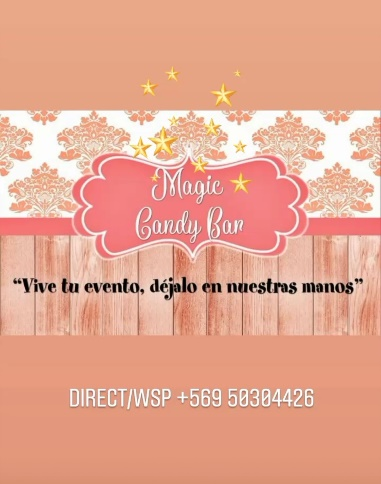 Magic
Candy Bar
“Vive tu evento, déjalo en nuestras manos”
DIRECT/WSP +569 50304426